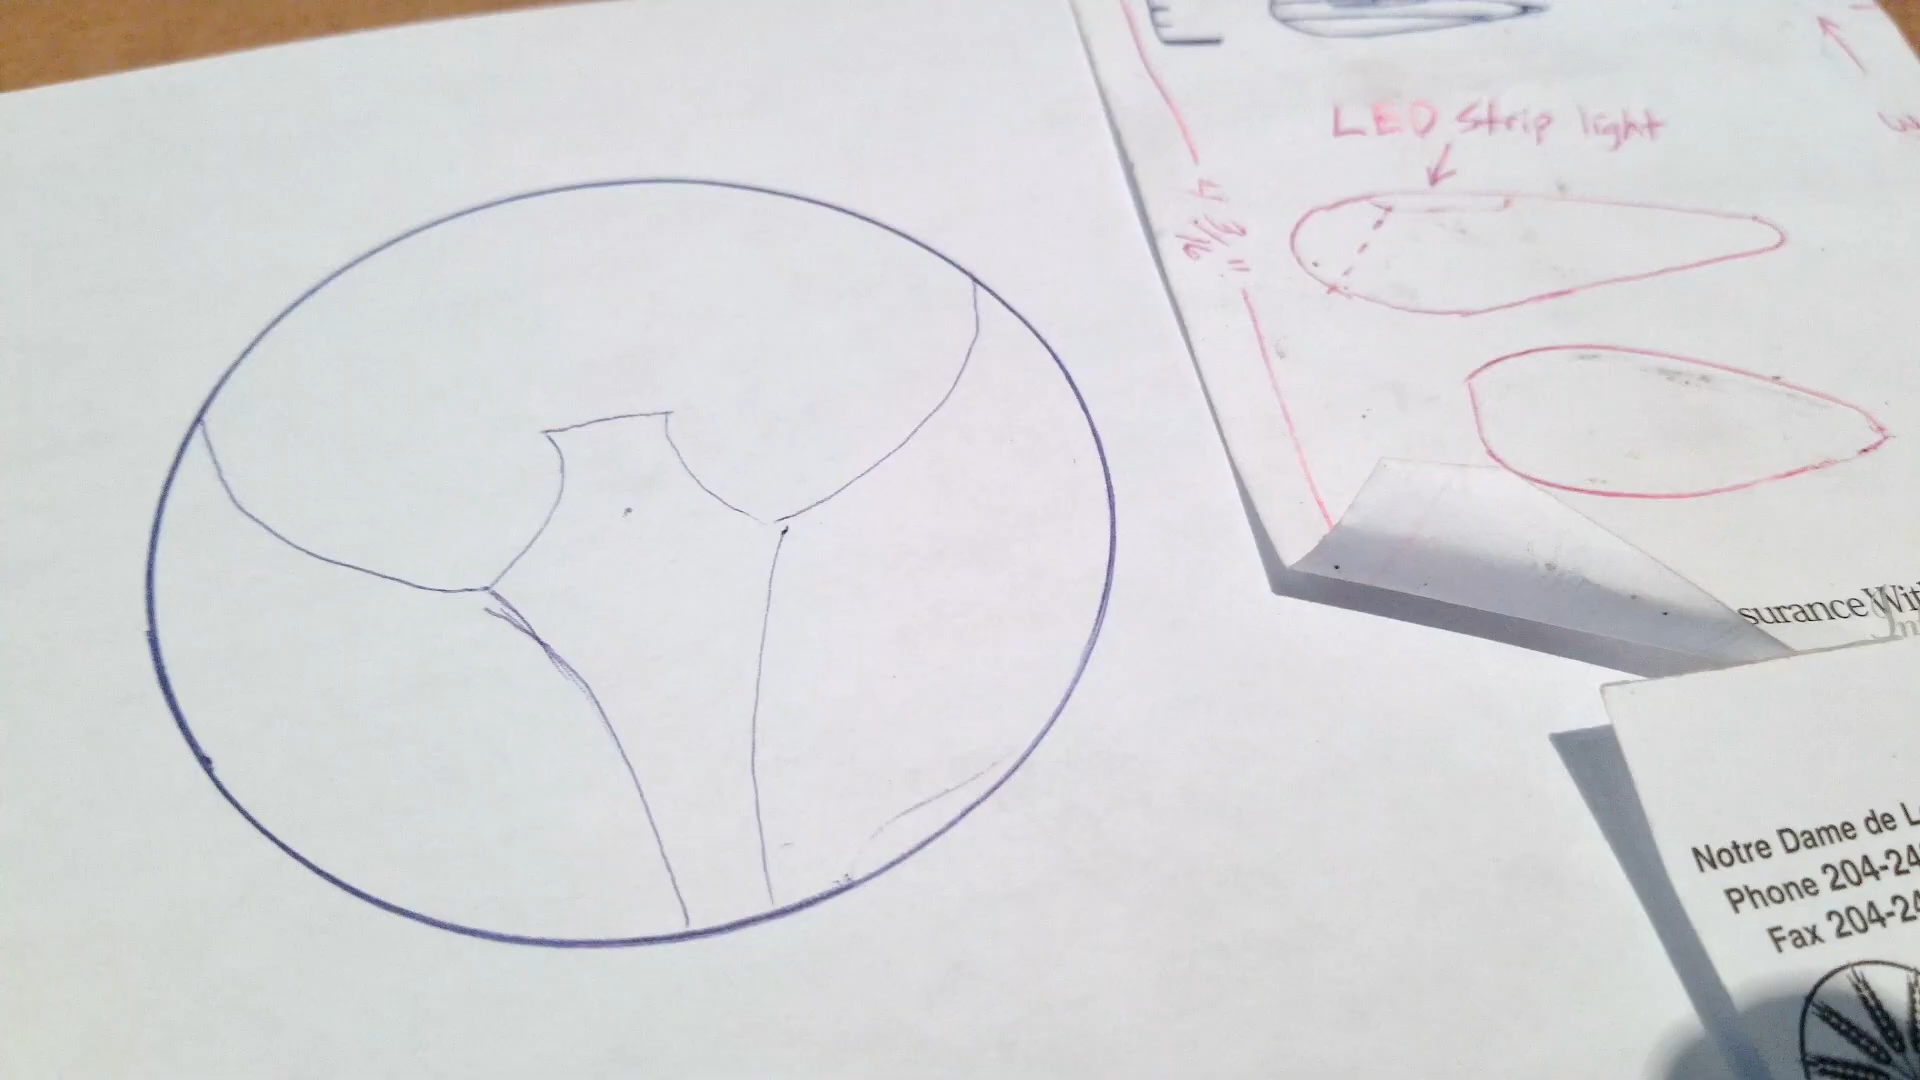 LED strip light
4 3/16"
surance
Notre Dame de L
Phone 204-24
Fax 204-24